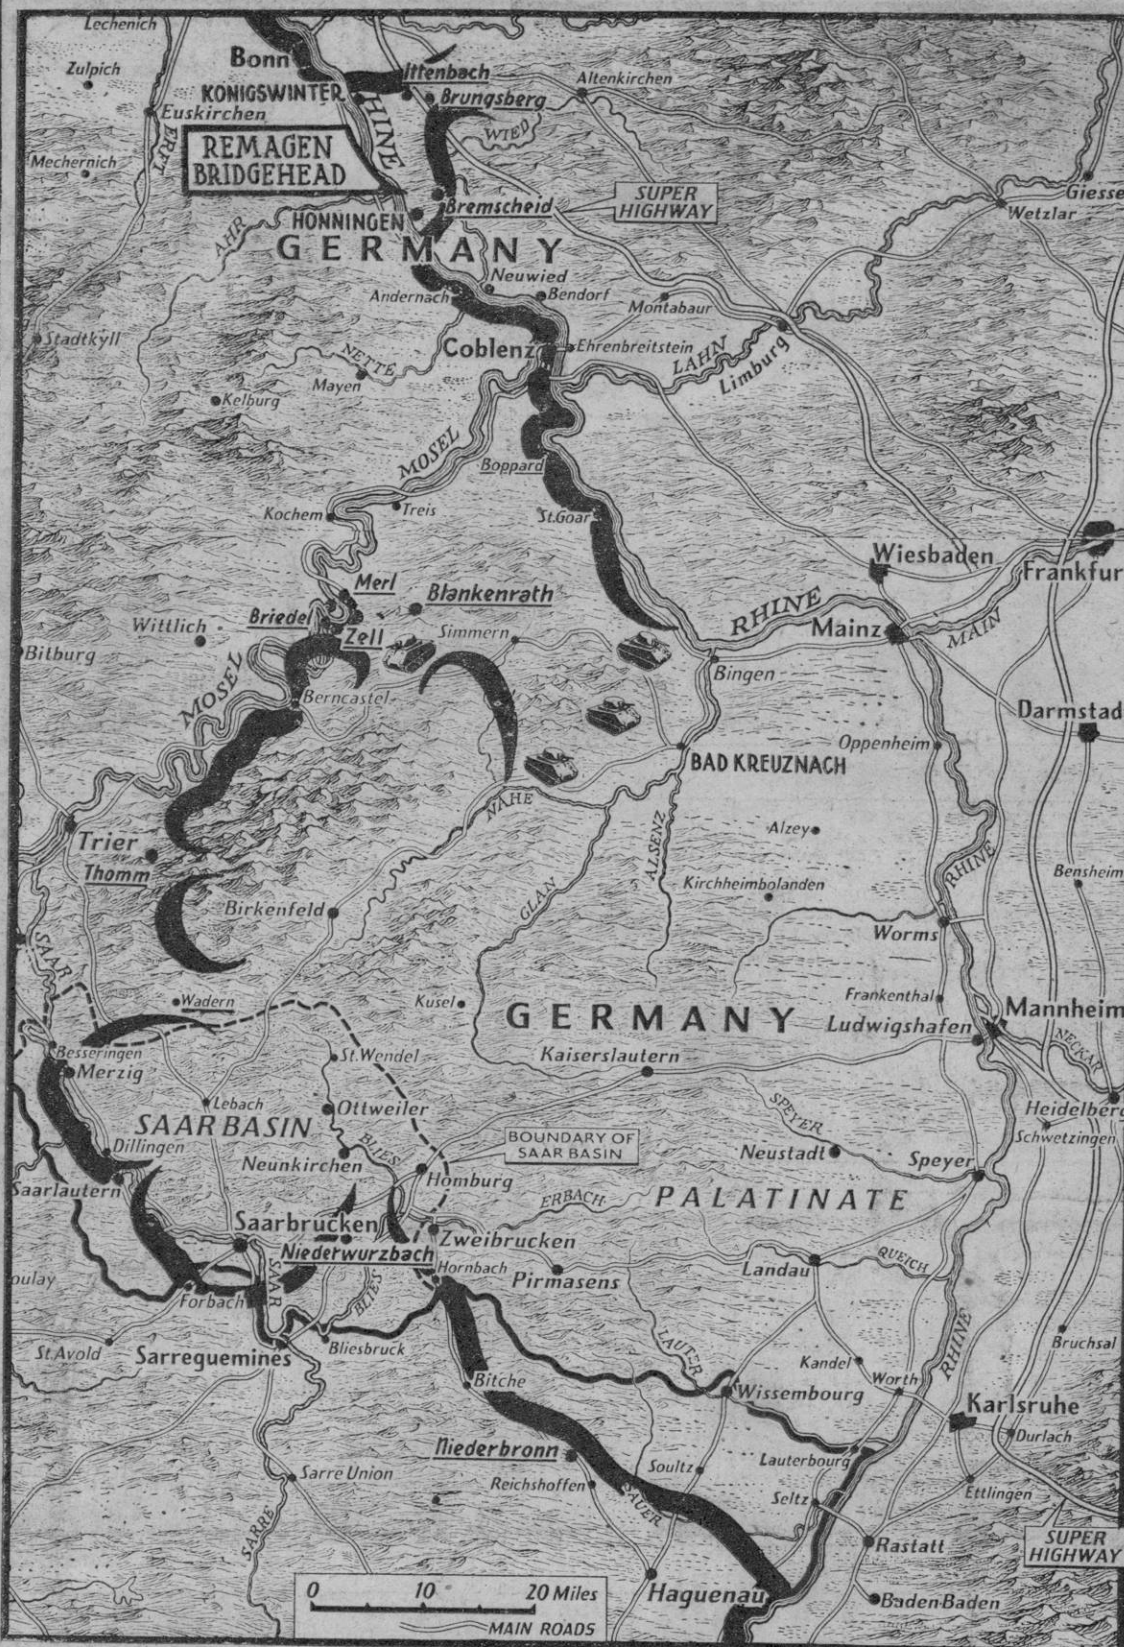 Lechenich
Bonn
Zulpich
Ittenbach
Altenkirchen
KONIGSWINTER
Brungsberg
Euskirchen
RHINE
WIED
ERFT
REMAGEN
BRIDGEHEAD
Mechernich
SUPER
HIGHWAY
Giesse
Wetzlar
Bremscheid
HONNINGEN
AHR
GERMANY
Neuwied
Andernach
Bendorf
Montabaur
Stadtkyll
Coblenz
Ehrenbreitstein
NETTE
LAHN
Limburg
Mayen
Kelburg
MOSEL
Boppard
Treis
Kochem
St.Goar
Wiesbaden
Frankfur
Merl
Blankenrath
Briedel
RHINE
Wittlich
Zell
Simmern
Mainz
MAIN
Bitburg
Bingen
MOSEL
Berncastel
Darmstad
Oppenheim
BAD KREUZNACH
NAHE
Alzey
Trier
ALSENZ
RHINE
Thomm
Bensheim
Kirchheimbolanden
GLAN
Birkenfeld
Worms
SAAR
Wadern
Kusel
Frankenthal
GERMANY
Mannheim
Ludwigshafen
Besseringen
St.Wendel
Kaiserslautern
NECKAR
Merzig
Lebach
Ottweiler
SPEYER
Heidelberg
SAAR BASIN
BOUNDARY OF
SAAR BASIN
Schwetzingen
Dillingen
BLIES
Neunkirchen
Neustadt
Speyer
Saarlautern
Homburg
ERBACH
PALATINATE
Saarbrucken
Zweibrucken
Niederwurzbach
Hornbach
QUEICH
oulay
SAAR
Pirmasens
Landau
Forbach
BLIES
RHINE
St.Avold
Bliesbruck
LAUTER
Bruchsal
Sarreguemines
Kandel
Worth
Bitche
Wissembourg
Karlsruhe
Durlach
Niederbronn
Lauterbourg
Sarre Union
Soultz
Reichshoffen
Ettlingen
SAUER
Seltz
SARRE
Rastatt
SUPER
HIGHWAY
0 10 20 Miles
MAIN ROADS
Haguenau
Baden-Baden